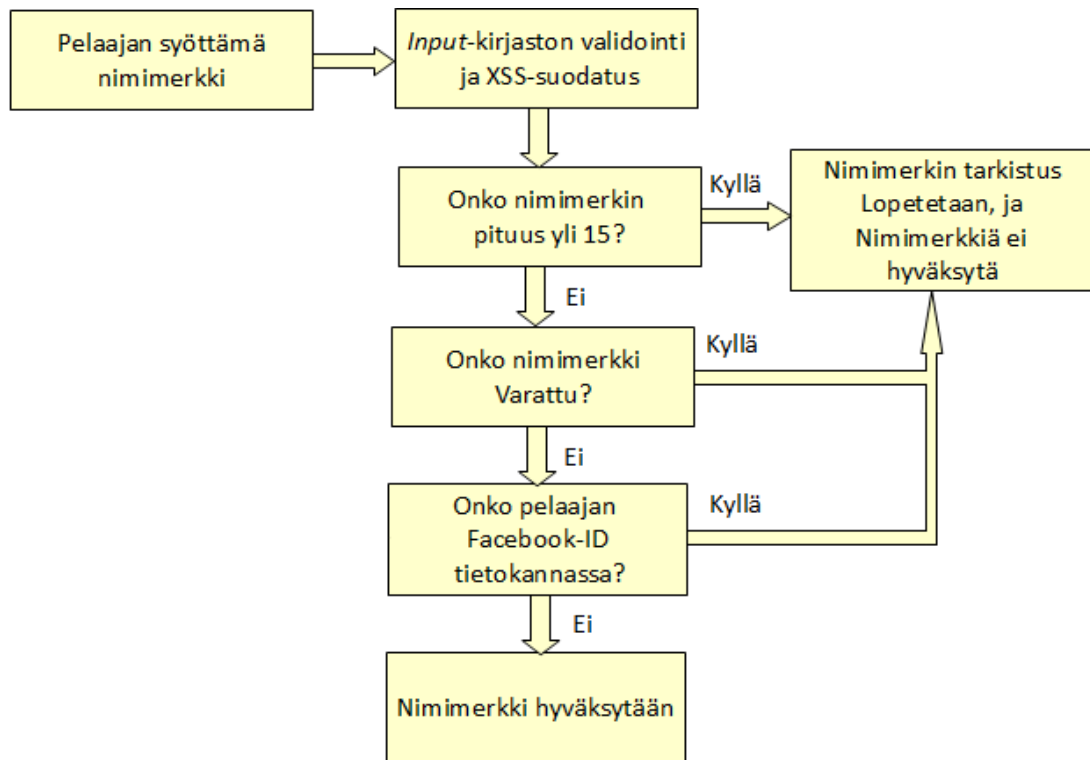 Pelaajan syöttämä
nimimerkki
Input-kirjaston validointi
ja XSS-suodatus
Onko nimimerkin
pituus yli 15?
Kyllä
Nimimerkin tarkistus
Lopetetaan, ja
Nimimerkkiä ei
hyväksytä
Ei
Onko nimimerkki
Varattu?
Kyllä
Ei
Onko pelaajan
Facebook-ID
tietokannassa?
Kyllä
Ei
Nimimerkki hyväksytään